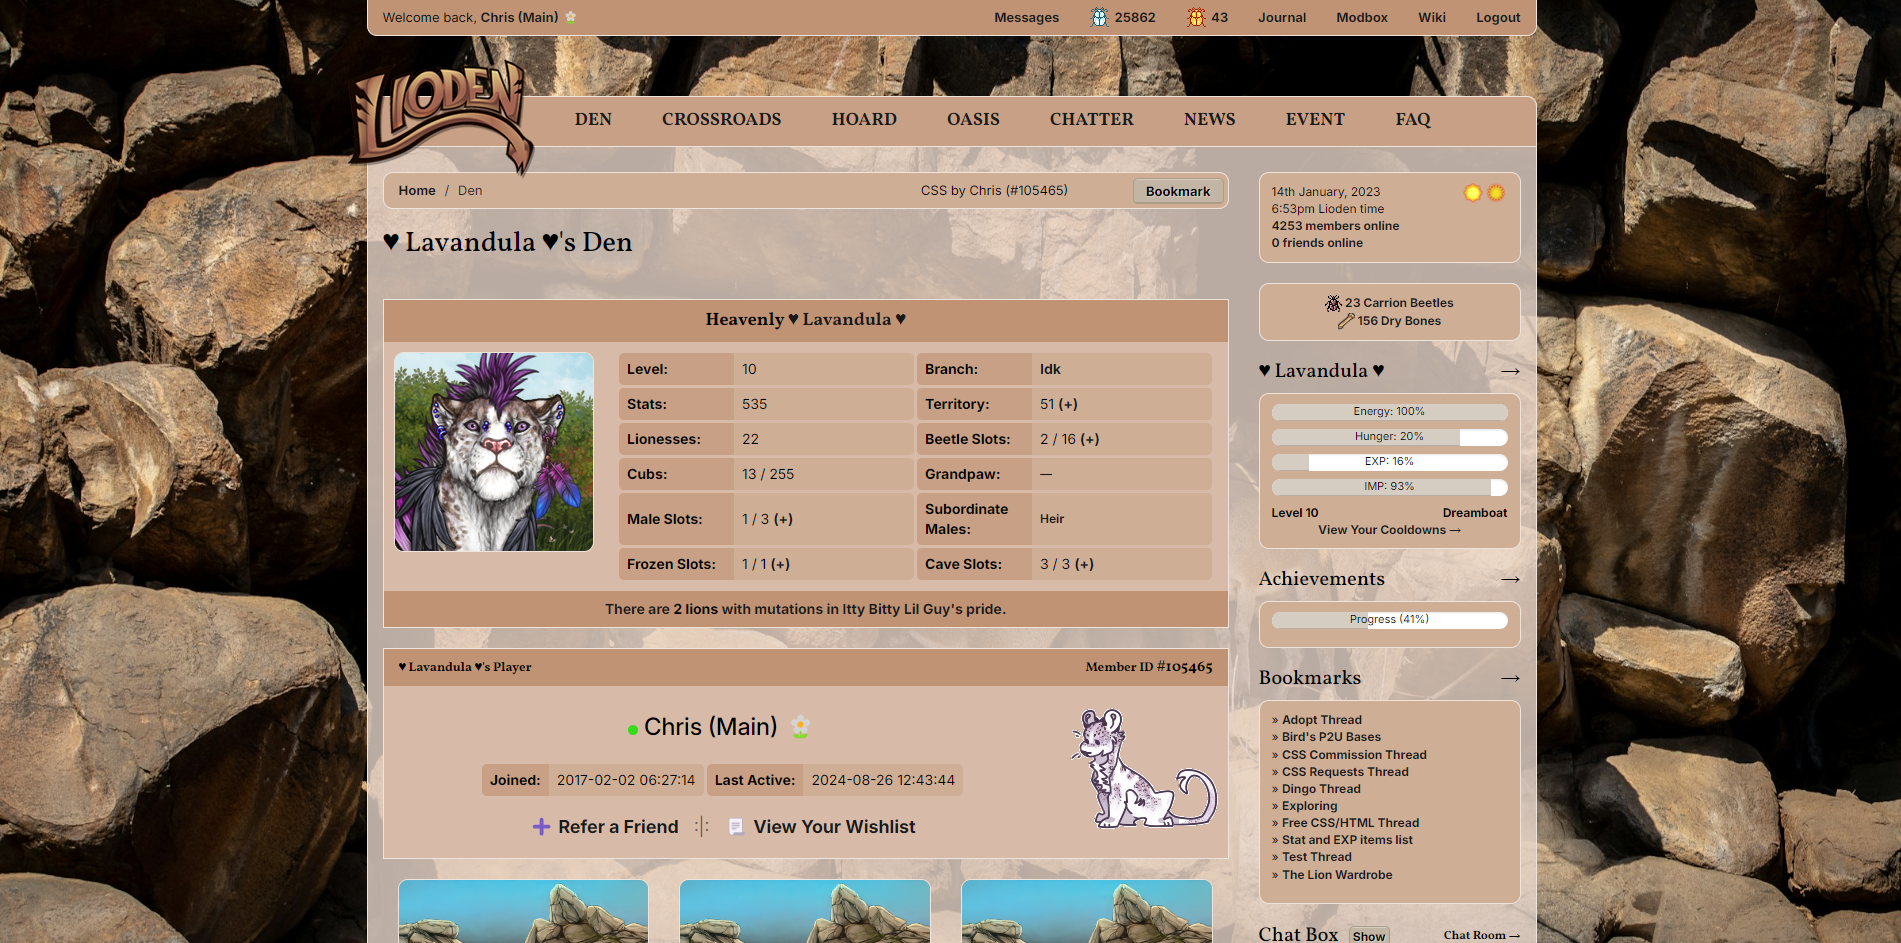 Welcome back, Chris (Main)
Messages 25862 43 Journal Modbox Wiki Logout
LIODEN
DEN CROSSROADS HOARD OASIS CHATTER NEWS EVENT FAQ
Home / Den CSS by Chris (#105465) Bookmark
♥ Lavandula ♥'s Den
Heavenly ♥ Lavandula ♥
Level: 10 Branch: Idk
Stats: 535 Territory: 51 (+)
Lionesses: 22 Beetle Slots: 2 / 16 (+)
Cubs: 13 / 255 Grandpaw: —
Male Slots: 1 / 3 (+) Subordinate
Males: Heir
Frozen Slots: 1 / 1 (+) Cave Slots: 3 / 3 (+)
There are 2 lions with mutations in Itty Bitty Lil Guy's pride.
♥ Lavandula ♥'s Player Member ID #105465
Chris (Main)
Joined: 2017-02-02 06:27:14 Last Active: 2024-08-26 12:43:44
Refer a Friend View Your Wishlist
14th January, 2023
6:53pm Lioden time
4253 members online
0 friends online
23 Carrion Beetles
156 Dry Bones
♥ Lavandula ♥ →
Energy: 100%
Hunger: 20%
EXP: 16%
IMP: 93%
Level 10 Dreamboat
View Your Cooldowns →
Achievements →
Progress (41%)
Bookmarks →
» Adopt Thread
» Bird's P2U Bases
» CSS Commission Thread
» CSS Requests Thread
» Dingo Thread
» Exploring
» Free CSS/HTML Thread
» Stat and EXP items list
» Test Thread
» The Lion Wardrobe
Chat Box Show Chat Room →